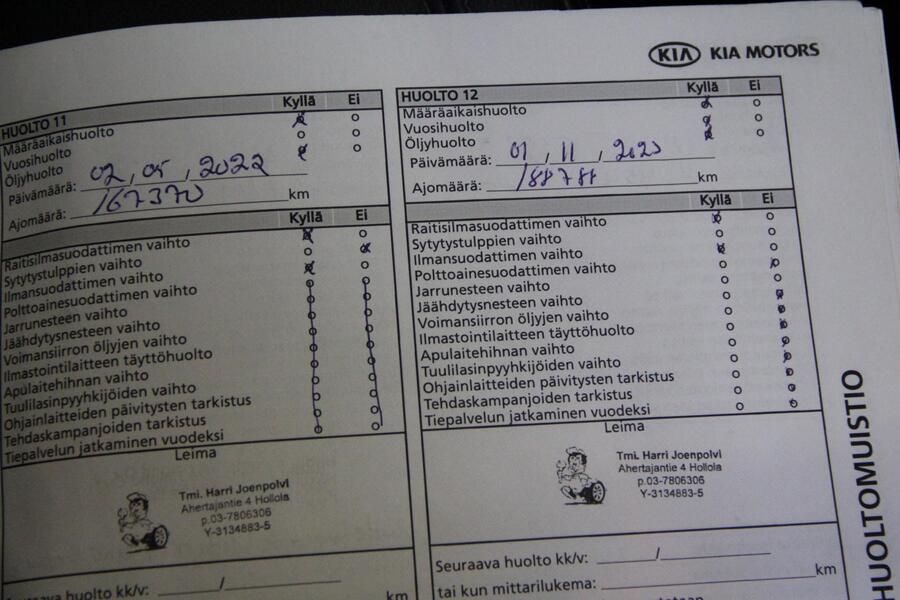 KIA KIA MOTORS
HUOLTO 11 Kyllä Ei
Määräaikaishuolto
Vuosihuolto
Öljyhuolto
Päivämäärä: 02, 05, 2022
Ajomäärä: 167370 km
Kyllä Ei
Raitisilmasuodattimen vaihto
Sytytystulppien vaihto
Ilmansuodattimen vaihto
Polttoainesuodattimen vaihto
Jarrunesteen vaihto
Jäähdytysnesteen vaihto
Voimansiirron öljyjen vaihto
Ilmastointilaitteen täyttöhuolto
Apulaitehihnan vaihto
Tuulilasinpyyhkijöiden vaihto
Ohjainlaitteiden päivitysten tarkistus
Tehdaskampanjoiden tarkistus
Tiepalvelun jatkaminen vuodeksi
Leima
Tmi. Harri Joenpolvi
Ahertajantie 4 Hollola
p.03-7806306
Y-3134883-5
Seuraava huolto kk/v: /
km
HUOLTO 12 Kyllä Ei
Määräaikaishuolto
Vuosihuolto
Öljyhuolto
Päivämäärä: 01, 11, 2023
Ajomäärä: 188788 km
Kyllä Ei
Raitisilmasuodattimen vaihto
Sytytystulppien vaihto
Ilmansuodattimen vaihto
Polttoainesuodattimen vaihto
Jarrunesteen vaihto
Jäähdytysnesteen vaihto
Voimansiirron öljyjen vaihto
Ilmastointilaitteen täyttöhuolto
Apulaitehihnan vaihto
Tuulilasinpyyhkijöiden vaihto
Ohjainlaitteiden päivitysten tarkistus
Tehdaskampanjoiden tarkistus
Tiepalvelun jatkaminen vuodeksi
Leima
Tmi. Harri Joenpolvi
Ahertajantie 4 Hollola
p.03-7806306
Y-3134883-5
Seuraava huolto kk/v: /
tai kun mittarilukema: km
HUOLTOMUISTIO